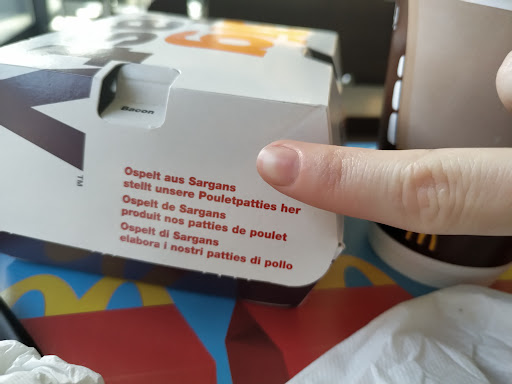 Bacon
TM
Ospelt aus Sargans
stellt unsere Pouletpatties her
Ospelt de Sargans
produit nos patties de poulet
Ospelt di Sargans
elabora i nostri patties di pollo